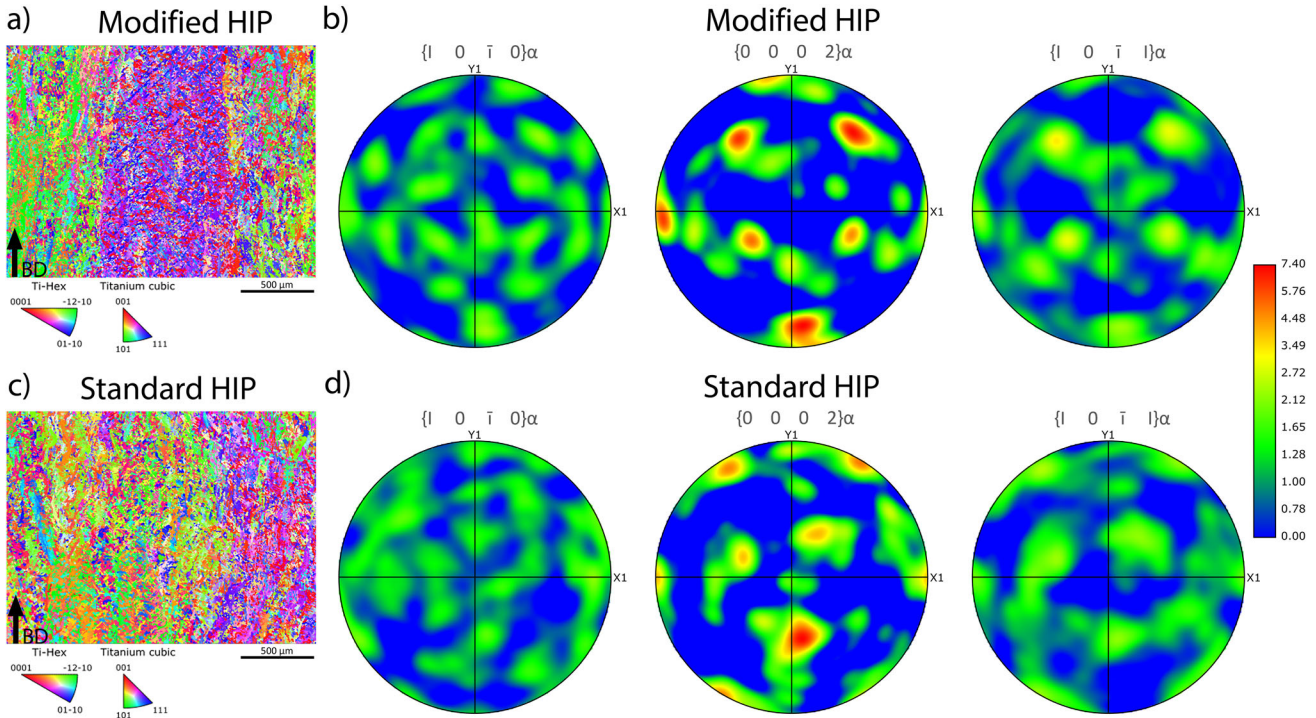 a) Modified HIP
BD
Ti-Hex Titanium cubic
500 µm
0001 -12-10 001
01-10 101 111
b) Modified HIP
{1 0 ī 0}α {0 0 0 2}α {1 0 ī 1}α
Y1 Y1 Y1
X1 X1 X1
7.40
5.76
4.48
3.49
2.72
2.12
1.65
1.28
1.00
0.78
0.00
c) Standard HIP
BD
Ti-Hex Titanium cubic
500 µm
0001 -12-10 001
01-10 101 111
d) Standard HIP
{1 0 ī 0}α {0 0 0 2}α {1 0 ī 1}α
Y1 Y1 Y1
X1 X1 X1